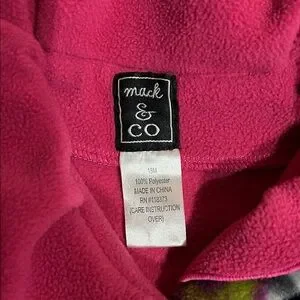 mack
&
CO
18M
100% Polyester
MADE IN CHINA
RN #118373
(CARE INSTRUCTION
OVER)